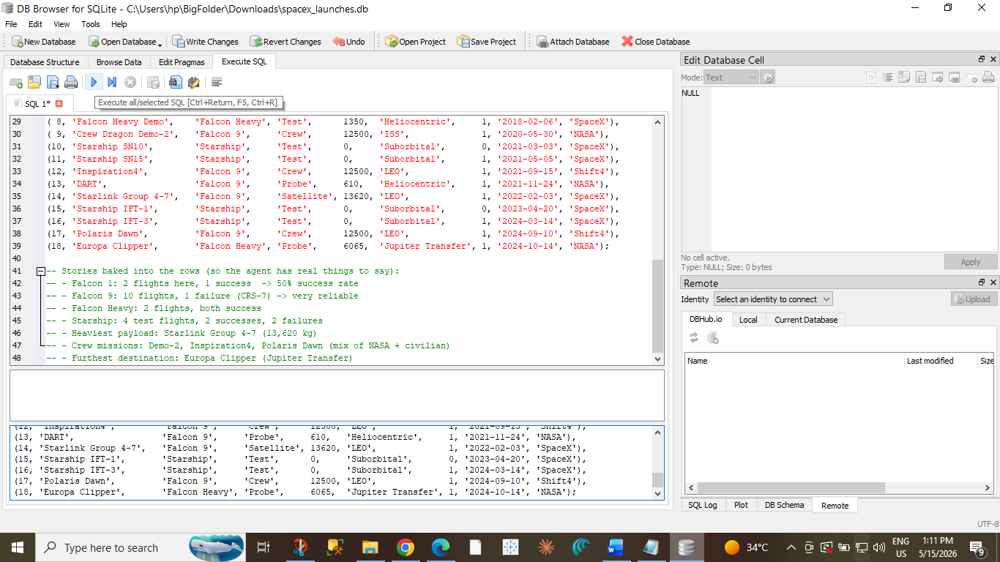 DB Browser for SQLite - C:\Users\hp\BigFolder\Downloads\spacex_launches.db
File Edit View Tools Help
New Database Open Database Write Changes Revert Changes Undo Open Project Save Project Attach Database Close Database
Database Structure Browse Data Edit Pragmas Execute SQL
SQL 1*
Execute all/selected SQL [Ctrl+Return, F5, Ctrl+R]
29 ( 8, 'Falcon Heavy Demo', 'Falcon Heavy', 'Test', 1350, 'Heliocentric', 1, '2018-02-06', 'SpaceX'),
30 ( 9, 'Crew Dragon Demo-2', 'Falcon 9', 'Crew', 12500, 'ISS', 1, '2020-05-30', 'NASA'),
31 (10, 'Starship SN10', 'Starship', 'Test', 0, 'Suborbital', 0, '2021-03-03', 'SpaceX'),
32 (11, 'Starship SN15', 'Starship', 'Test', 0, 'Suborbital', 1, '2021-05-05', 'SpaceX'),
33 (12, 'Inspiration4', 'Falcon 9', 'Crew', 12500, 'LEO', 1, '2021-09-15', 'Shift4'),
34 (13, 'DART', 'Falcon 9', 'Probe', 610, 'Heliocentric', 1, '2021-11-24', 'NASA'),
35 (14, 'Starlink Group 4-7', 'Falcon 9', 'Satellite', 13620, 'LEO', 1, '2022-02-03', 'SpaceX'),
36 (15, 'Starship IFT-1', 'Starship', 'Test', 0, 'Suborbital', 0, '2023-04-20', 'SpaceX'),
37 (16, 'Starship IFT-3', 'Starship', 'Test', 0, 'Suborbital', 1, '2024-03-14', 'SpaceX'),
38 (17, 'Polaris Dawn', 'Falcon 9', 'Crew', 12500, 'LEO', 1, '2024-09-10', 'Shift4'),
39 (18, 'Europa Clipper', 'Falcon Heavy', 'Probe', 6065, 'Jupiter Transfer', 1, '2024-10-14', 'NASA');
40
41 -- Stories baked into the rows (so the agent has real things to say):
42 -- - Falcon 1: 2 flights here, 1 success -> 50% success rate
43 -- - Falcon 9: 10 flights, 1 failure (CRS-7) -> very reliable
44 -- - Falcon Heavy: 2 flights, both success
45 -- - Starship: 4 test flights, 2 successes, 2 failures
46 -- - Heaviest payload: Starlink Group 4-7 (13,620 kg)
47 -- - Crew missions: Demo-2, Inspiration4, Polaris Dawn (mix of NASA + civilian)
48 -- - Furthest destination: Europa Clipper (Jupiter Transfer)
(12, 'Inspiration4', 'Falcon 9', 'Crew', 12500, 'LEO', 1, '2021-09-15', 'Shift4'),
(13, 'DART', 'Falcon 9', 'Probe', 610, 'Heliocentric', 1, '2021-11-24', 'NASA'),
(14, 'Starlink Group 4-7', 'Falcon 9', 'Satellite', 13620, 'LEO', 1, '2022-02-03', 'SpaceX'),
(15, 'Starship IFT-1', 'Starship', 'Test', 0, 'Suborbital', 0, '2023-04-20', 'SpaceX'),
(16, 'Starship IFT-3', 'Starship', 'Test', 0, 'Suborbital', 1, '2024-03-14', 'SpaceX'),
(17, 'Polaris Dawn', 'Falcon 9', 'Crew', 12500, 'LEO', 1, '2024-09-10', 'Shift4'),
(18, 'Europa Clipper', 'Falcon Heavy', 'Probe', 6065, 'Jupiter Transfer', 1, '2024-10-14', 'NASA');
Edit Database Cell
Mode: Text
NULL
No cell active.
Type: NULL; Size: 0 bytes
Apply
Remote
Identity Select an identity to connect Upload
DBHub.io Local Current Database
Name Last modified Size
SQL Log Plot DB Schema Remote
UTF-8
Type here to search
34°C
ENG
US
1:11 PM
5/15/2026
9